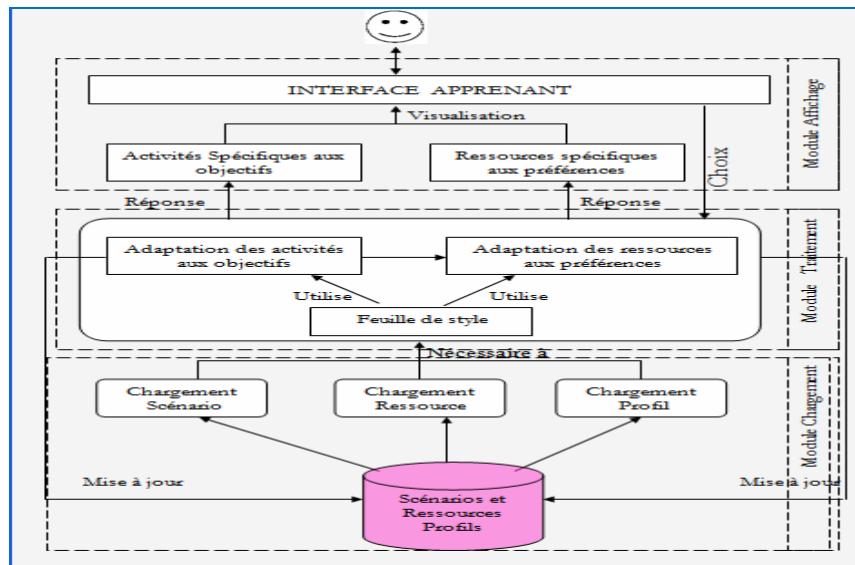 INTERFACE APPRENANT
Visualisation
Activités Spécifiques aux
objectifs
Ressources spécifiques
aux préférences
Choix
Module Affichage
Réponse
Réponse
Adaptation des activités
aux objectifs
Adaptation des ressources
aux préférences
Utilise
Utilise
Feuille de style
Module Traitement
Nécessaire à
Chargement
Scénario
Chargement
Ressource
Chargement
Profil
Module Chargement
Mise à jour
Mise à jour
Scénarios et
Ressources
Profils